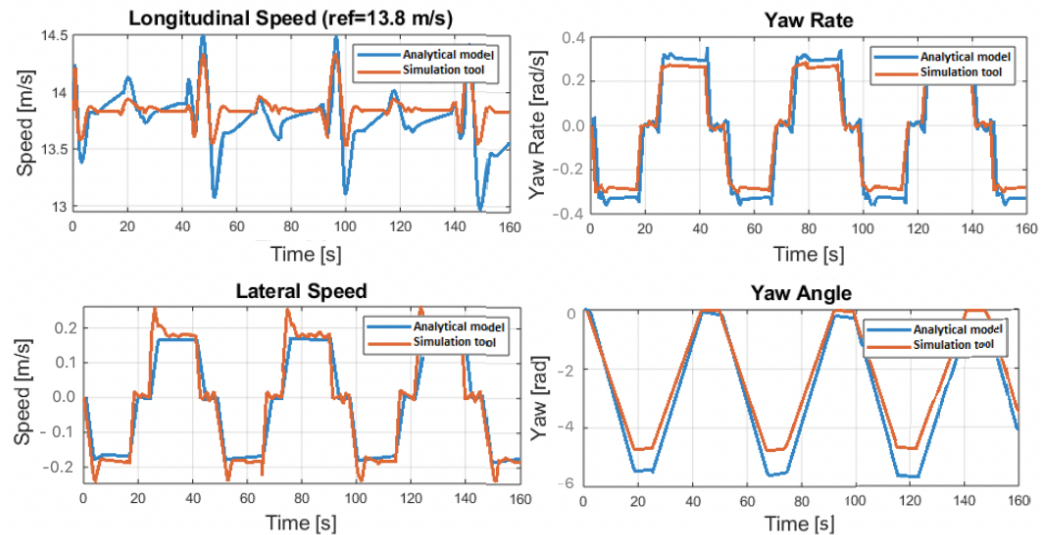 Longitudinal Speed (ref=13.8 m/s)
14.5
14
13.5
13
Speed [m/s]
Analytical model
Simulation tool
0 20 40 60 80 100 120 140 160
Time [s]
Yaw Rate
0.4
0.2
0.0
-0.2
-0.4
Yaw Rate [rad/s]
Analytical model
Simulation tool
0 20 40 60 80 100 120 140 160
Time [s]
Lateral Speed
0.2
0.1
0.0
- 0.1
-0.2
Speed [m/s]
Analytical model
Simulation tool
0 20 40 60 80 100 120 140 160
Time [s]
Yaw Angle
0
-2
-4
-6
Yaw [rad]
Analytical model
Simulation tool
0 20 40 60 80 100 120 140 160
Time [s]